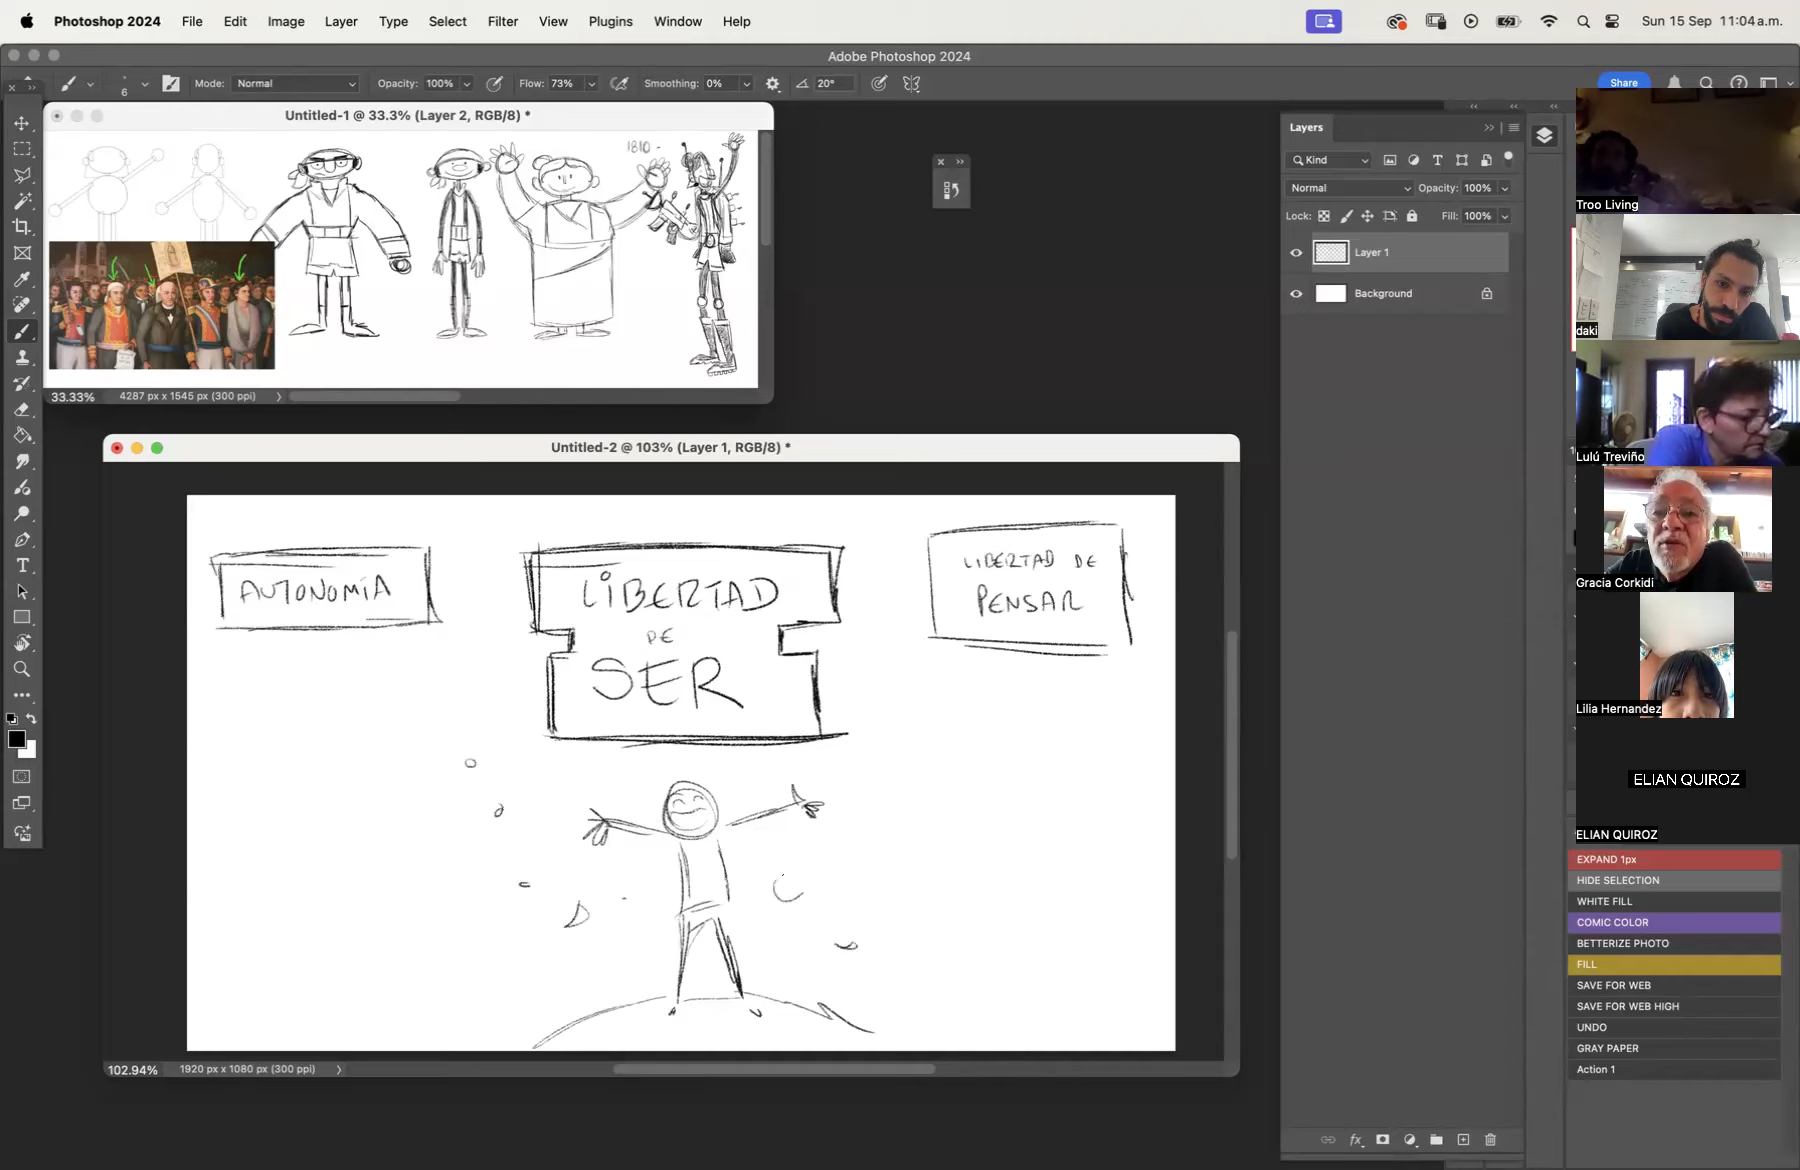 Photoshop 2024 File Edit Image Layer Type Select Filter View Plugins Window Help Sun 15 Sep 11:04 a.m.
Adobe Photoshop 2024
6 Mode: Normal Opacity: 100% Flow: 73% Smoothing: 0% 20° Share
Untitled-1 @ 33.3% (Layer 2, RGB/8) *
1810-
33.33% 4287 px x 1545 px (300 ppi)
Untitled-2 @ 103% (Layer 1, RGB/8) *
AUTONOMÍA
LIBERTAD
DE
SER
LIBERTAD DE
PENSAR
102.94% 1920 px x 1080 px (300 ppi)
Layers
Kind
Normal Opacity: 100%
Lock: Fill: 100%
Layer 1
Background
fx
Troo Living
daki
Lulú Treviño
Gracia Corkidi
Lilia Hernandez
ELIAN QUIROZ
ELIAN QUIROZ
EXPAND 1px
HIDE SELECTION
WHITE FILL
COMIC COLOR
BETTERIZE PHOTO
FILL
SAVE FOR WEB
SAVE FOR WEB HIGH
UNDO
GRAY PAPER
Action 1